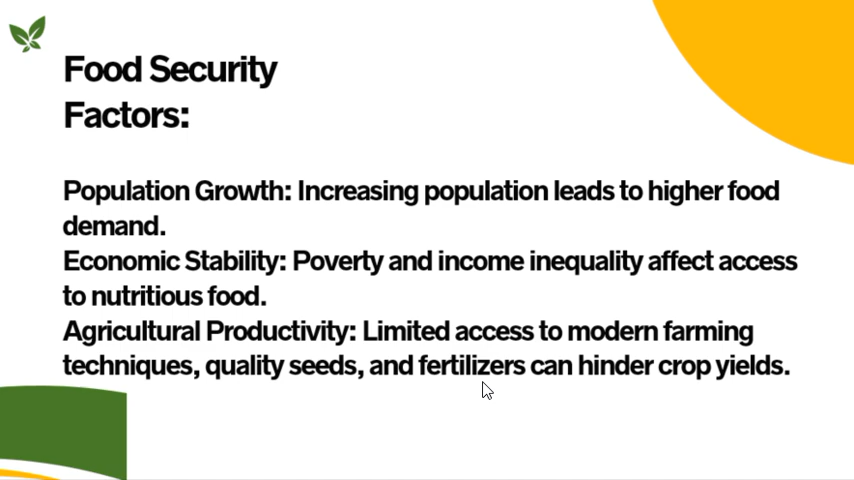 Food Security
Factors:
Population Growth: Increasing population leads to higher food
demand.
Economic Stability: Poverty and income inequality affect access
to nutritious food.
Agricultural Productivity: Limited access to modern farming
techniques, quality seeds, and fertilizers can hinder crop yields.